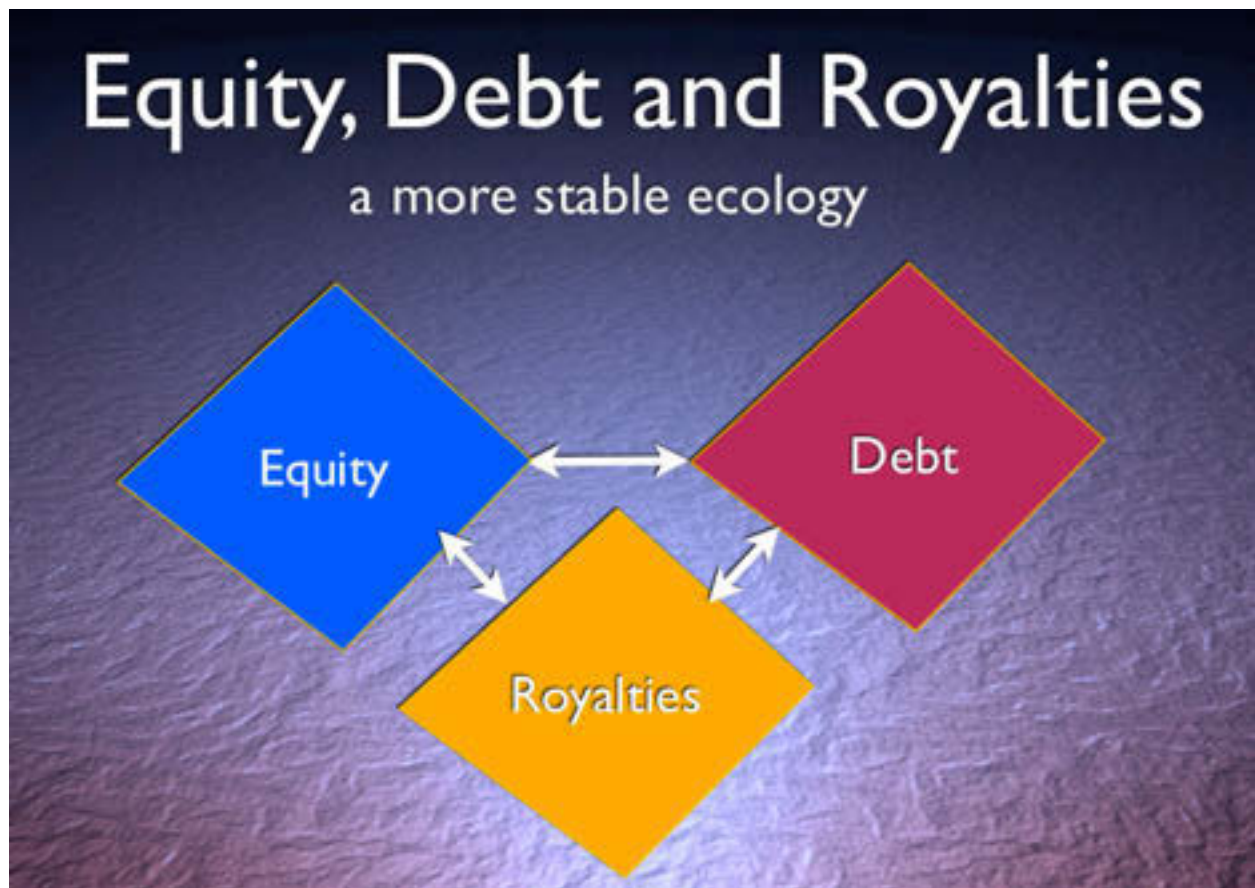 Equity, Debt and Royalties
a more stable ecology
Equity
Debt
Royalties